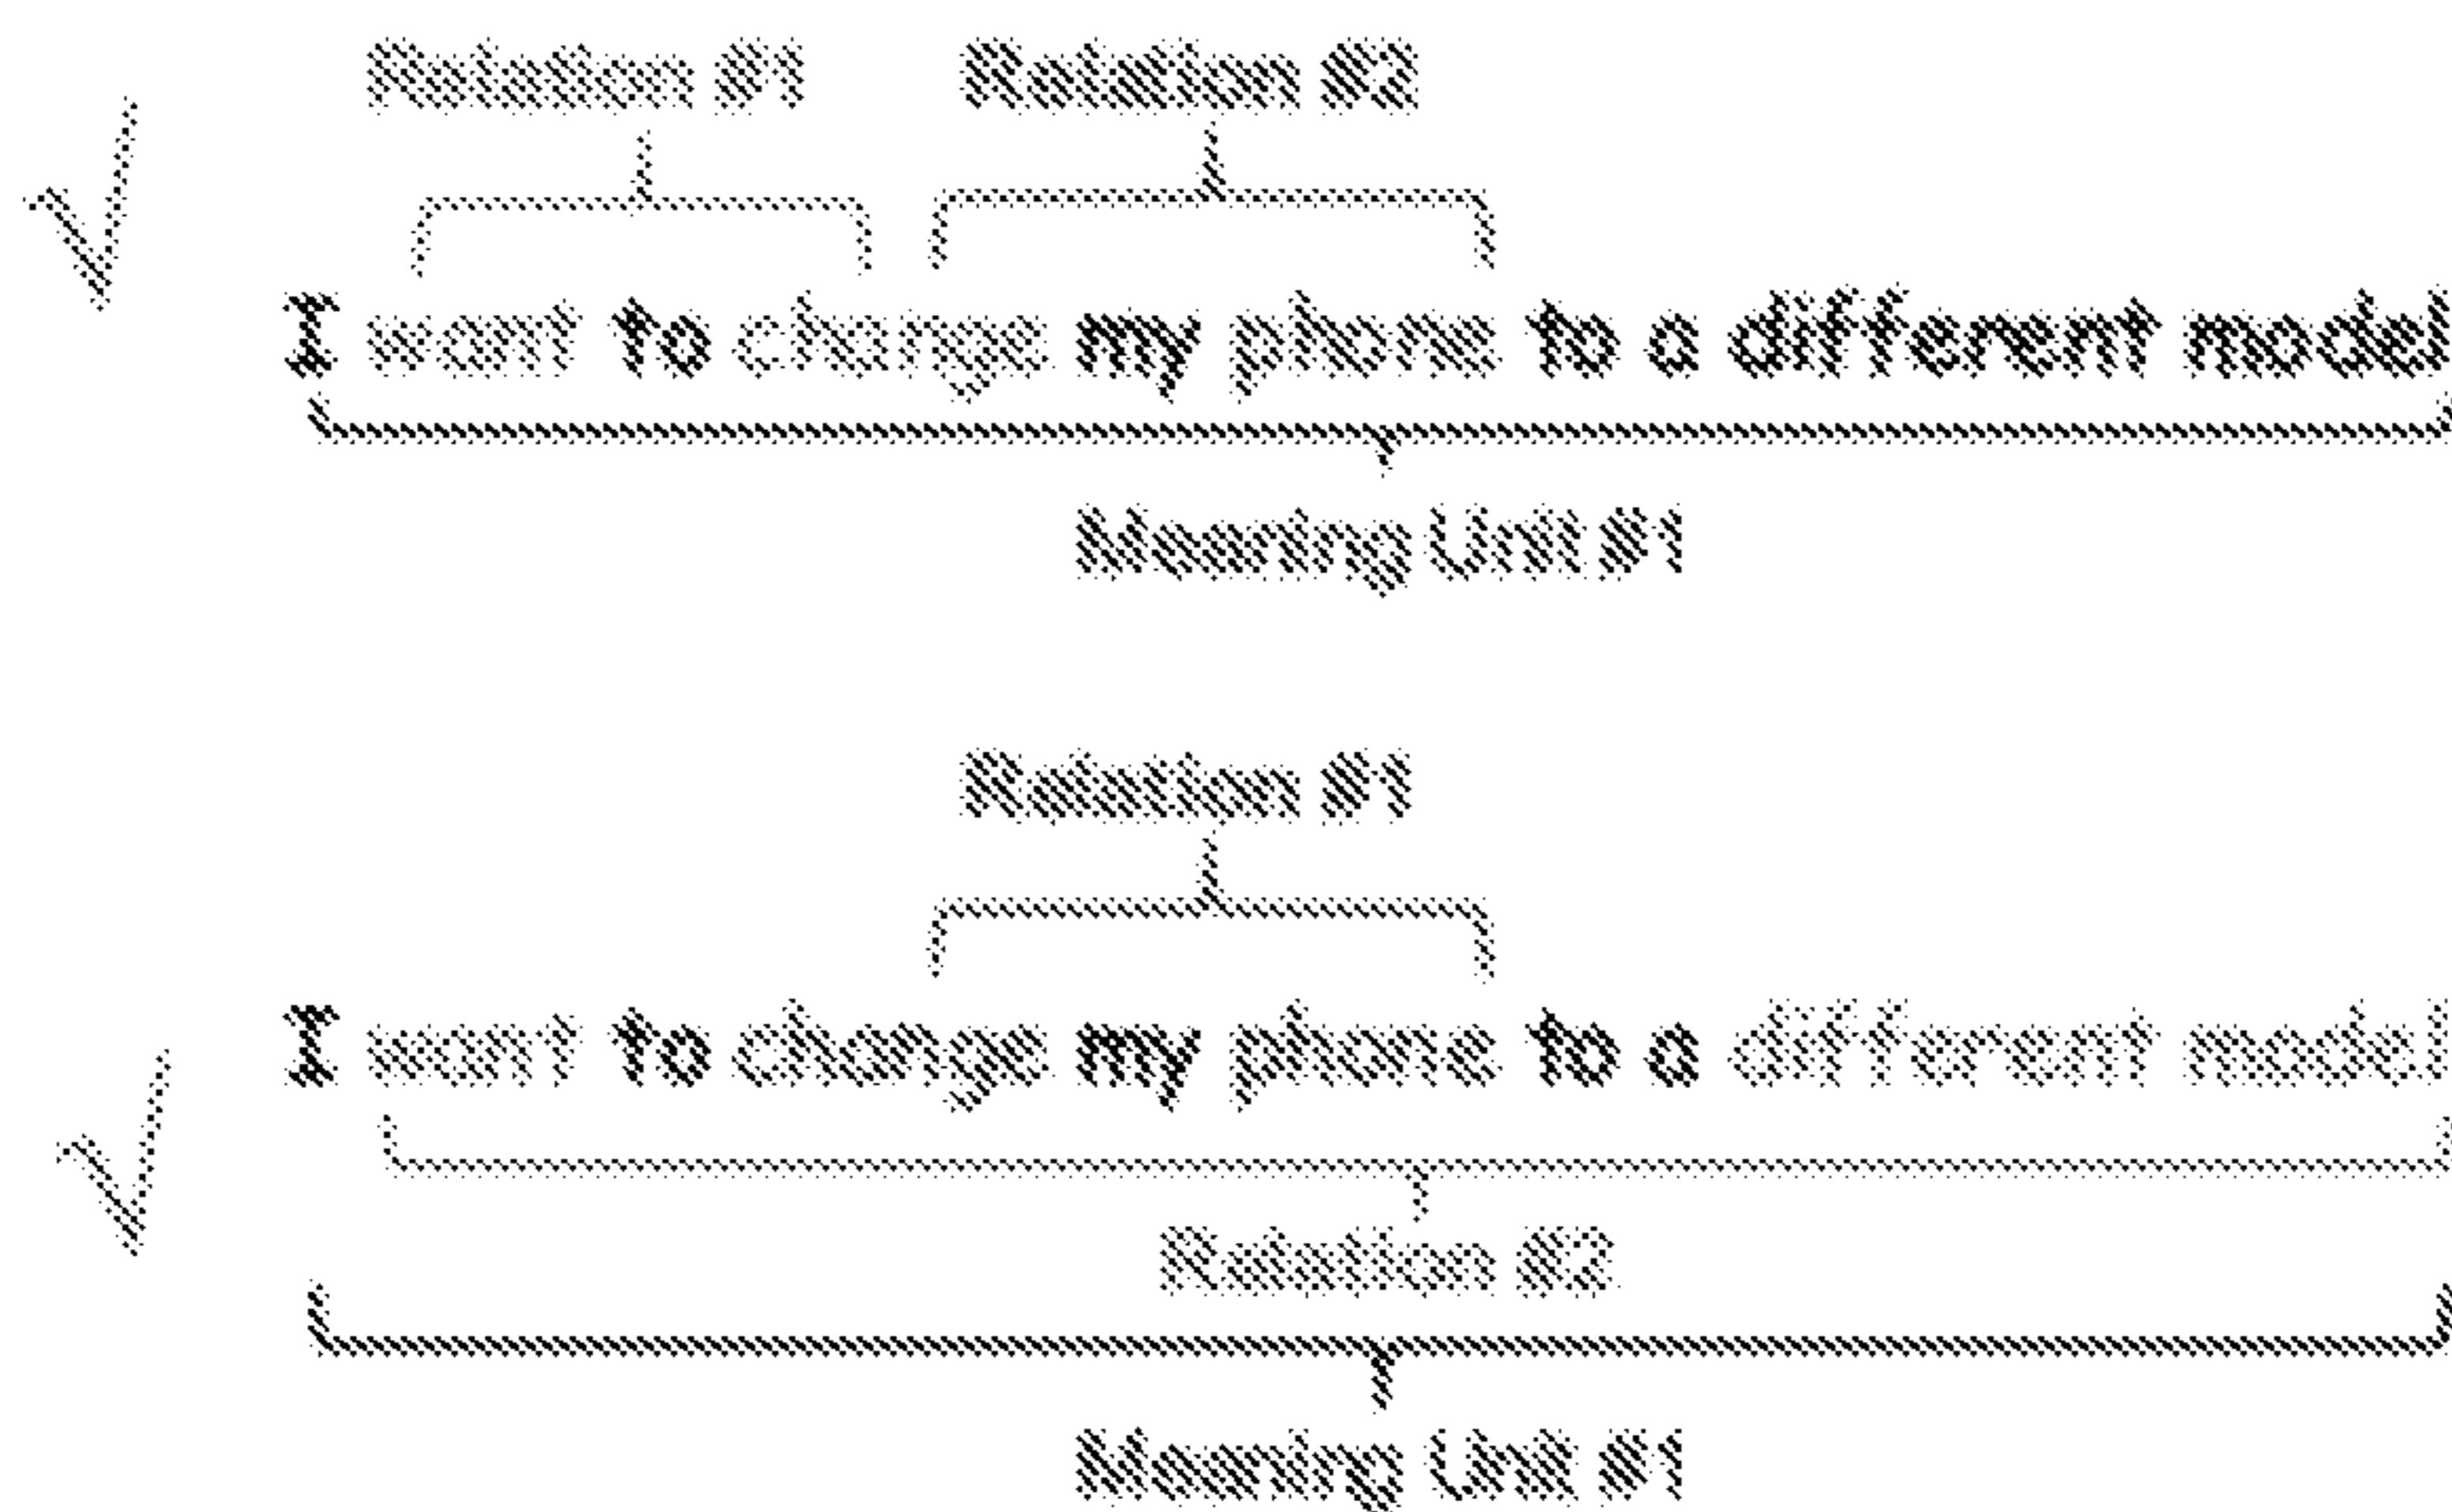 Relation #1 Relation #2
I want to change my phone to a different model
Meaning Unit #1
Relation #1
I want to change my phone to a different model
Relation #2
Meaning Unit #1